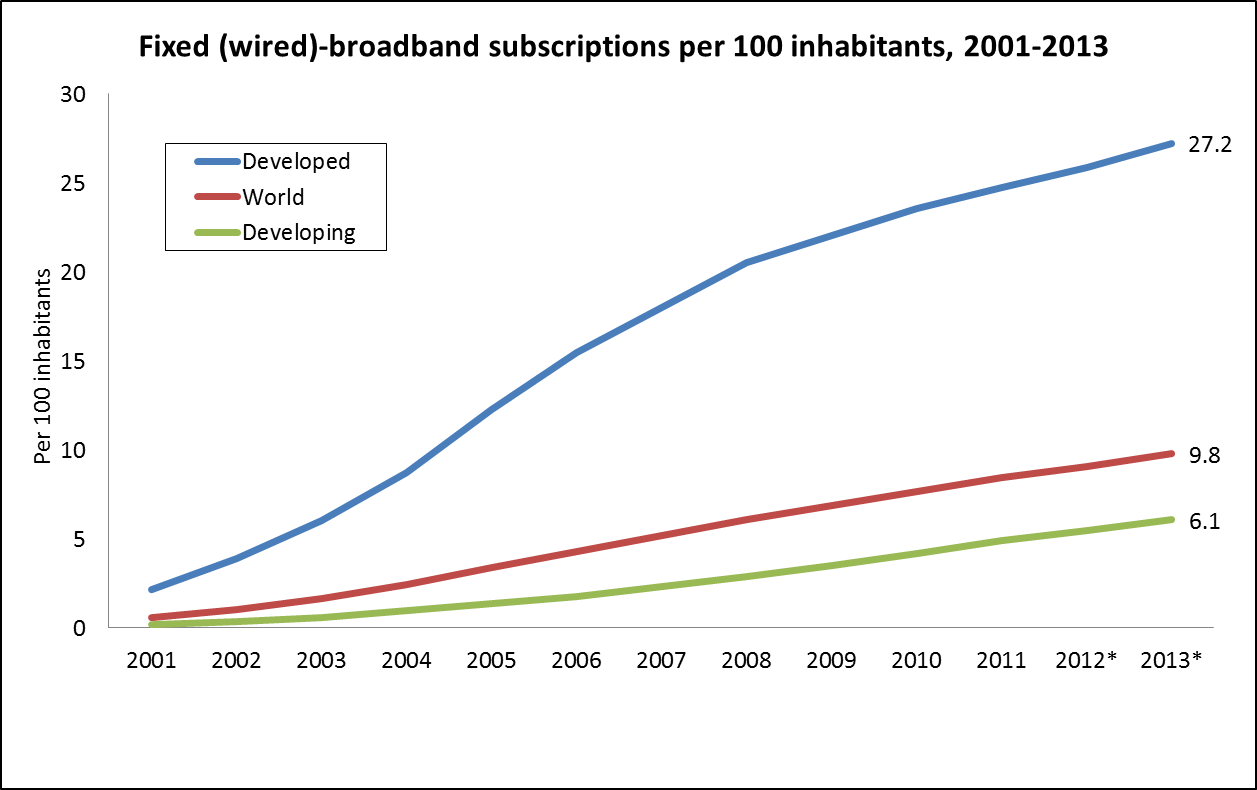 Fixed (wired)-broadband subscriptions per 100 inhabitants, 2001-2013
30
25
20
15
10
5
0
Per 100 inhabitants
Developed
World
Developing
27.2
9.8
6.1
2001 2002 2003 2004 2005 2006 2007 2008 2009 2010 2011 2012* 2013*